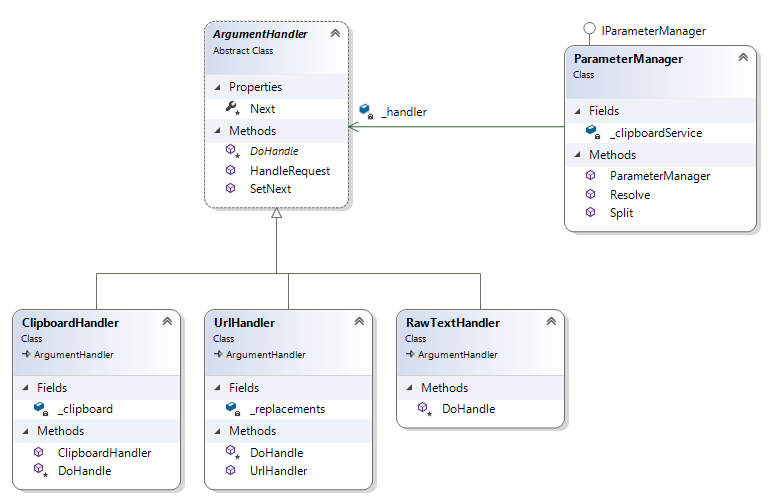 ArgumentHandler
Abstract Class
Properties
Next
Methods
DoHandle
HandleRequest
SetNext
_handler
IParameterManager
ParameterManager
Class
Fields
_clipboardService
Methods
ParameterManager
Resolve
Split
ClipboardHandler
Class
ArgumentHandler
Fields
_clipboard
Methods
ClipboardHandler
DoHandle
UrlHandler
Class
ArgumentHandler
Fields
_replacements
Methods
DoHandle
UrlHandler
RawTextHandler
Class
ArgumentHandler
Methods
DoHandle